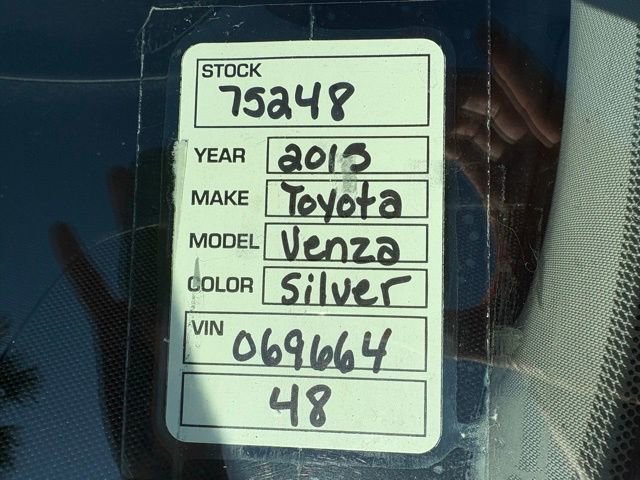 STOCK
75248
YEAR 2015
MAKE Toyota
MODEL Venza
COLOR Silver
VIN 069664
48